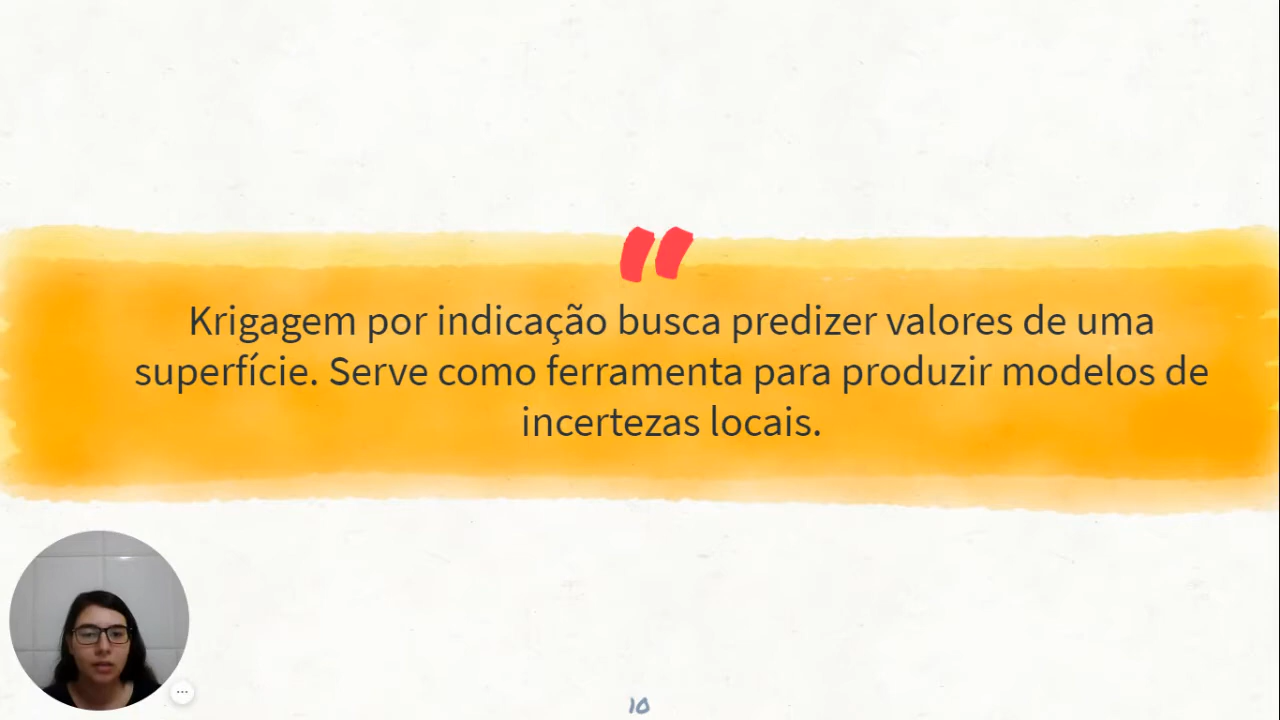 "
Krigagem por indicação busca predizer valores de uma
superfície. Serve como ferramenta para produzir modelos de
incertezas locais.
10